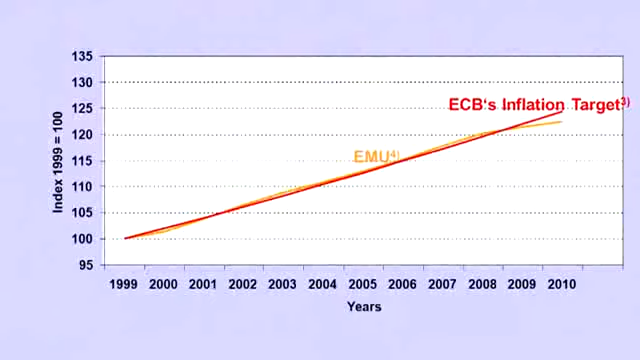 135
130
125
120
115
110
105
100
95
Index 1999 = 100
ECB's Inflation Target3)
EMU4)
1999 2000 2001 2002 2003 2004 2005 2006 2007 2008 2009 2010
Years